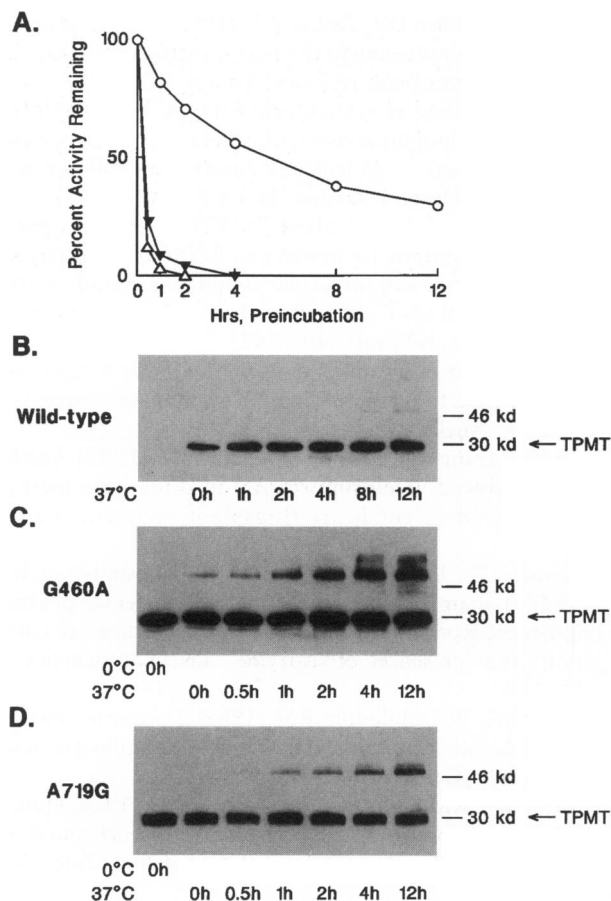 A.
100
50
0
Percent Activity Remaining
0 1 2 4 8 12
Hrs, Preincubation
B.
Wild-type
46 kd
30 kd ← TPMT
37°C 0h 1h 2h 4h 8h 12h
C.
G460A
46 kd
30 kd ← TPMT
0°C 0h
37°C 0h 0.5h 1h 2h 4h 12h
D.
A719G
46 kd
30 kd ← TPMT
0°C 0h
37°C 0h 0.5h 1h 2h 4h 12h